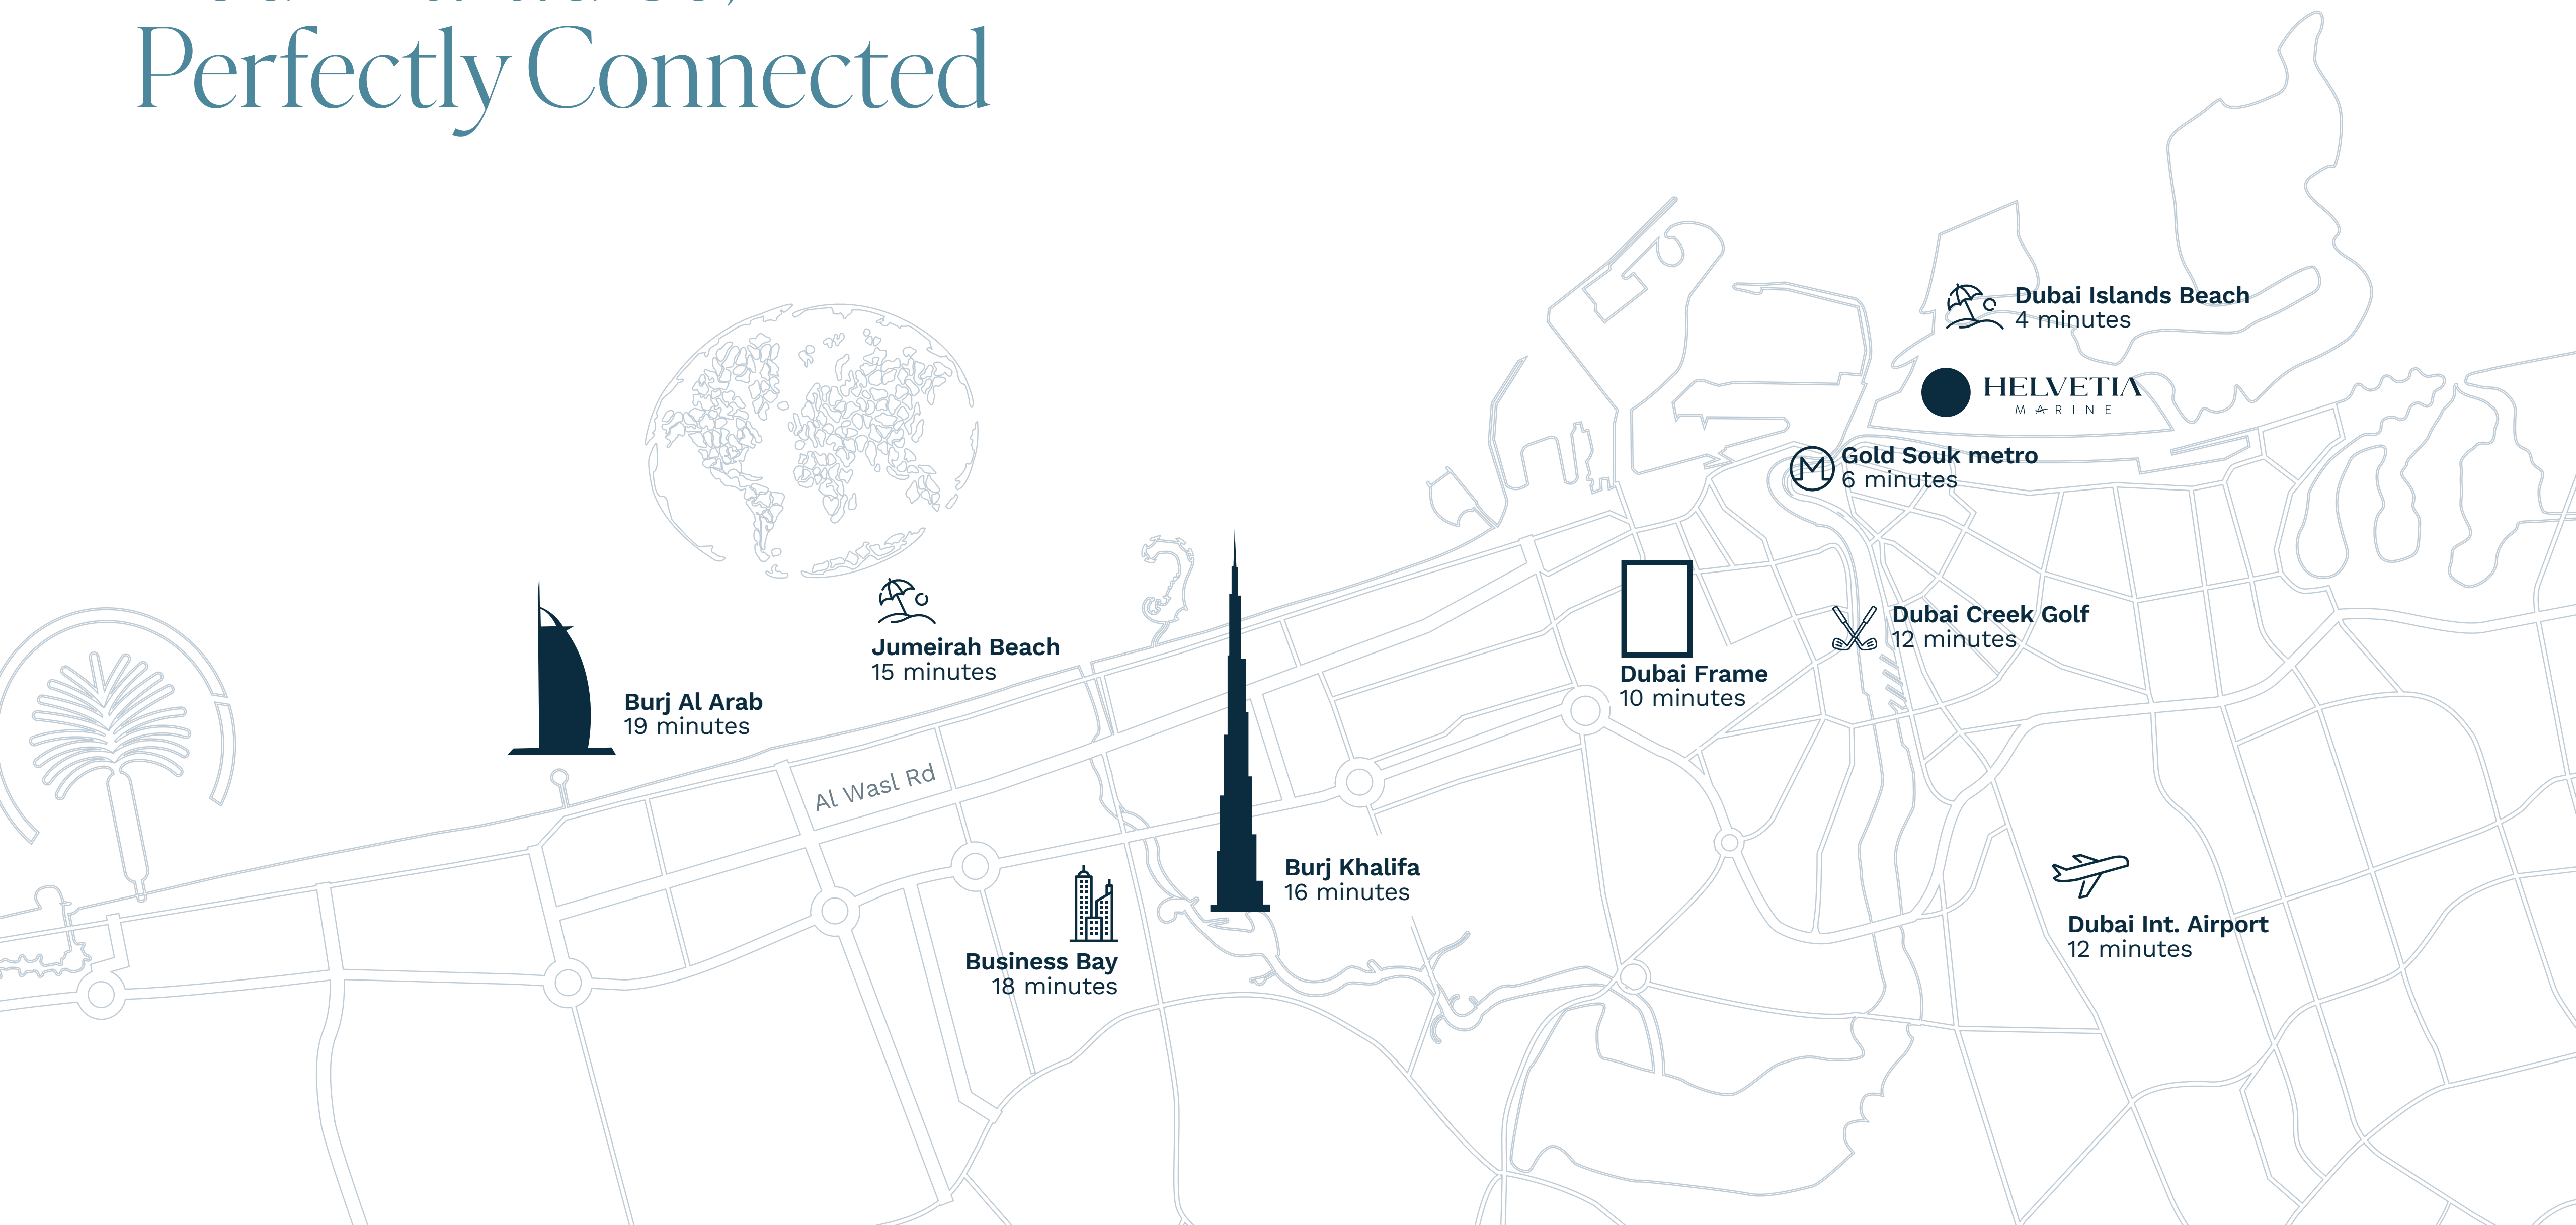 Perfectly Connected
Dubai Islands Beach
4 minutes
HELVETIA
MARINE
Gold Souk metro
6 minutes
Dubai Creek Golf
12 minutes
Dubai Frame
10 minutes
Jumeirah Beach
15 minutes
Burj Al Arab
19 minutes
Al Wasl Rd
Burj Khalifa
16 minutes
Business Bay
18 minutes
Dubai Int. Airport
12 minutes